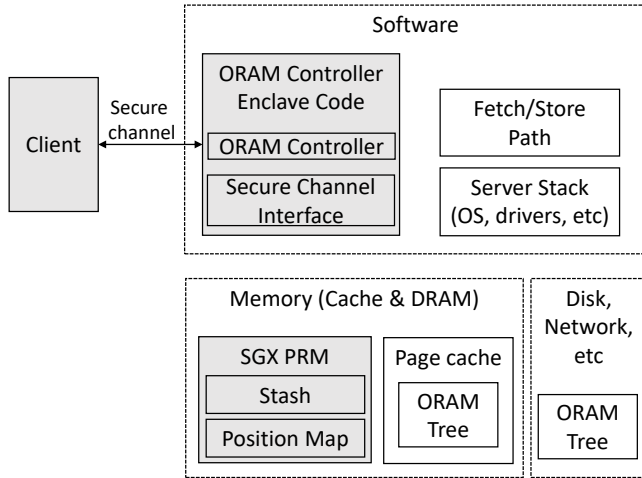 Software
Client
Secure
channel
ORAM Controller
Enclave Code
ORAM Controller
Secure Channel
Interface
Fetch/Store
Path
Server Stack
(OS, drivers, etc)
Memory (Cache & DRAM)
SGX PRM
Stash
Position Map
Page cache
ORAM
Tree
Disk,
Network,
etc
ORAM
Tree